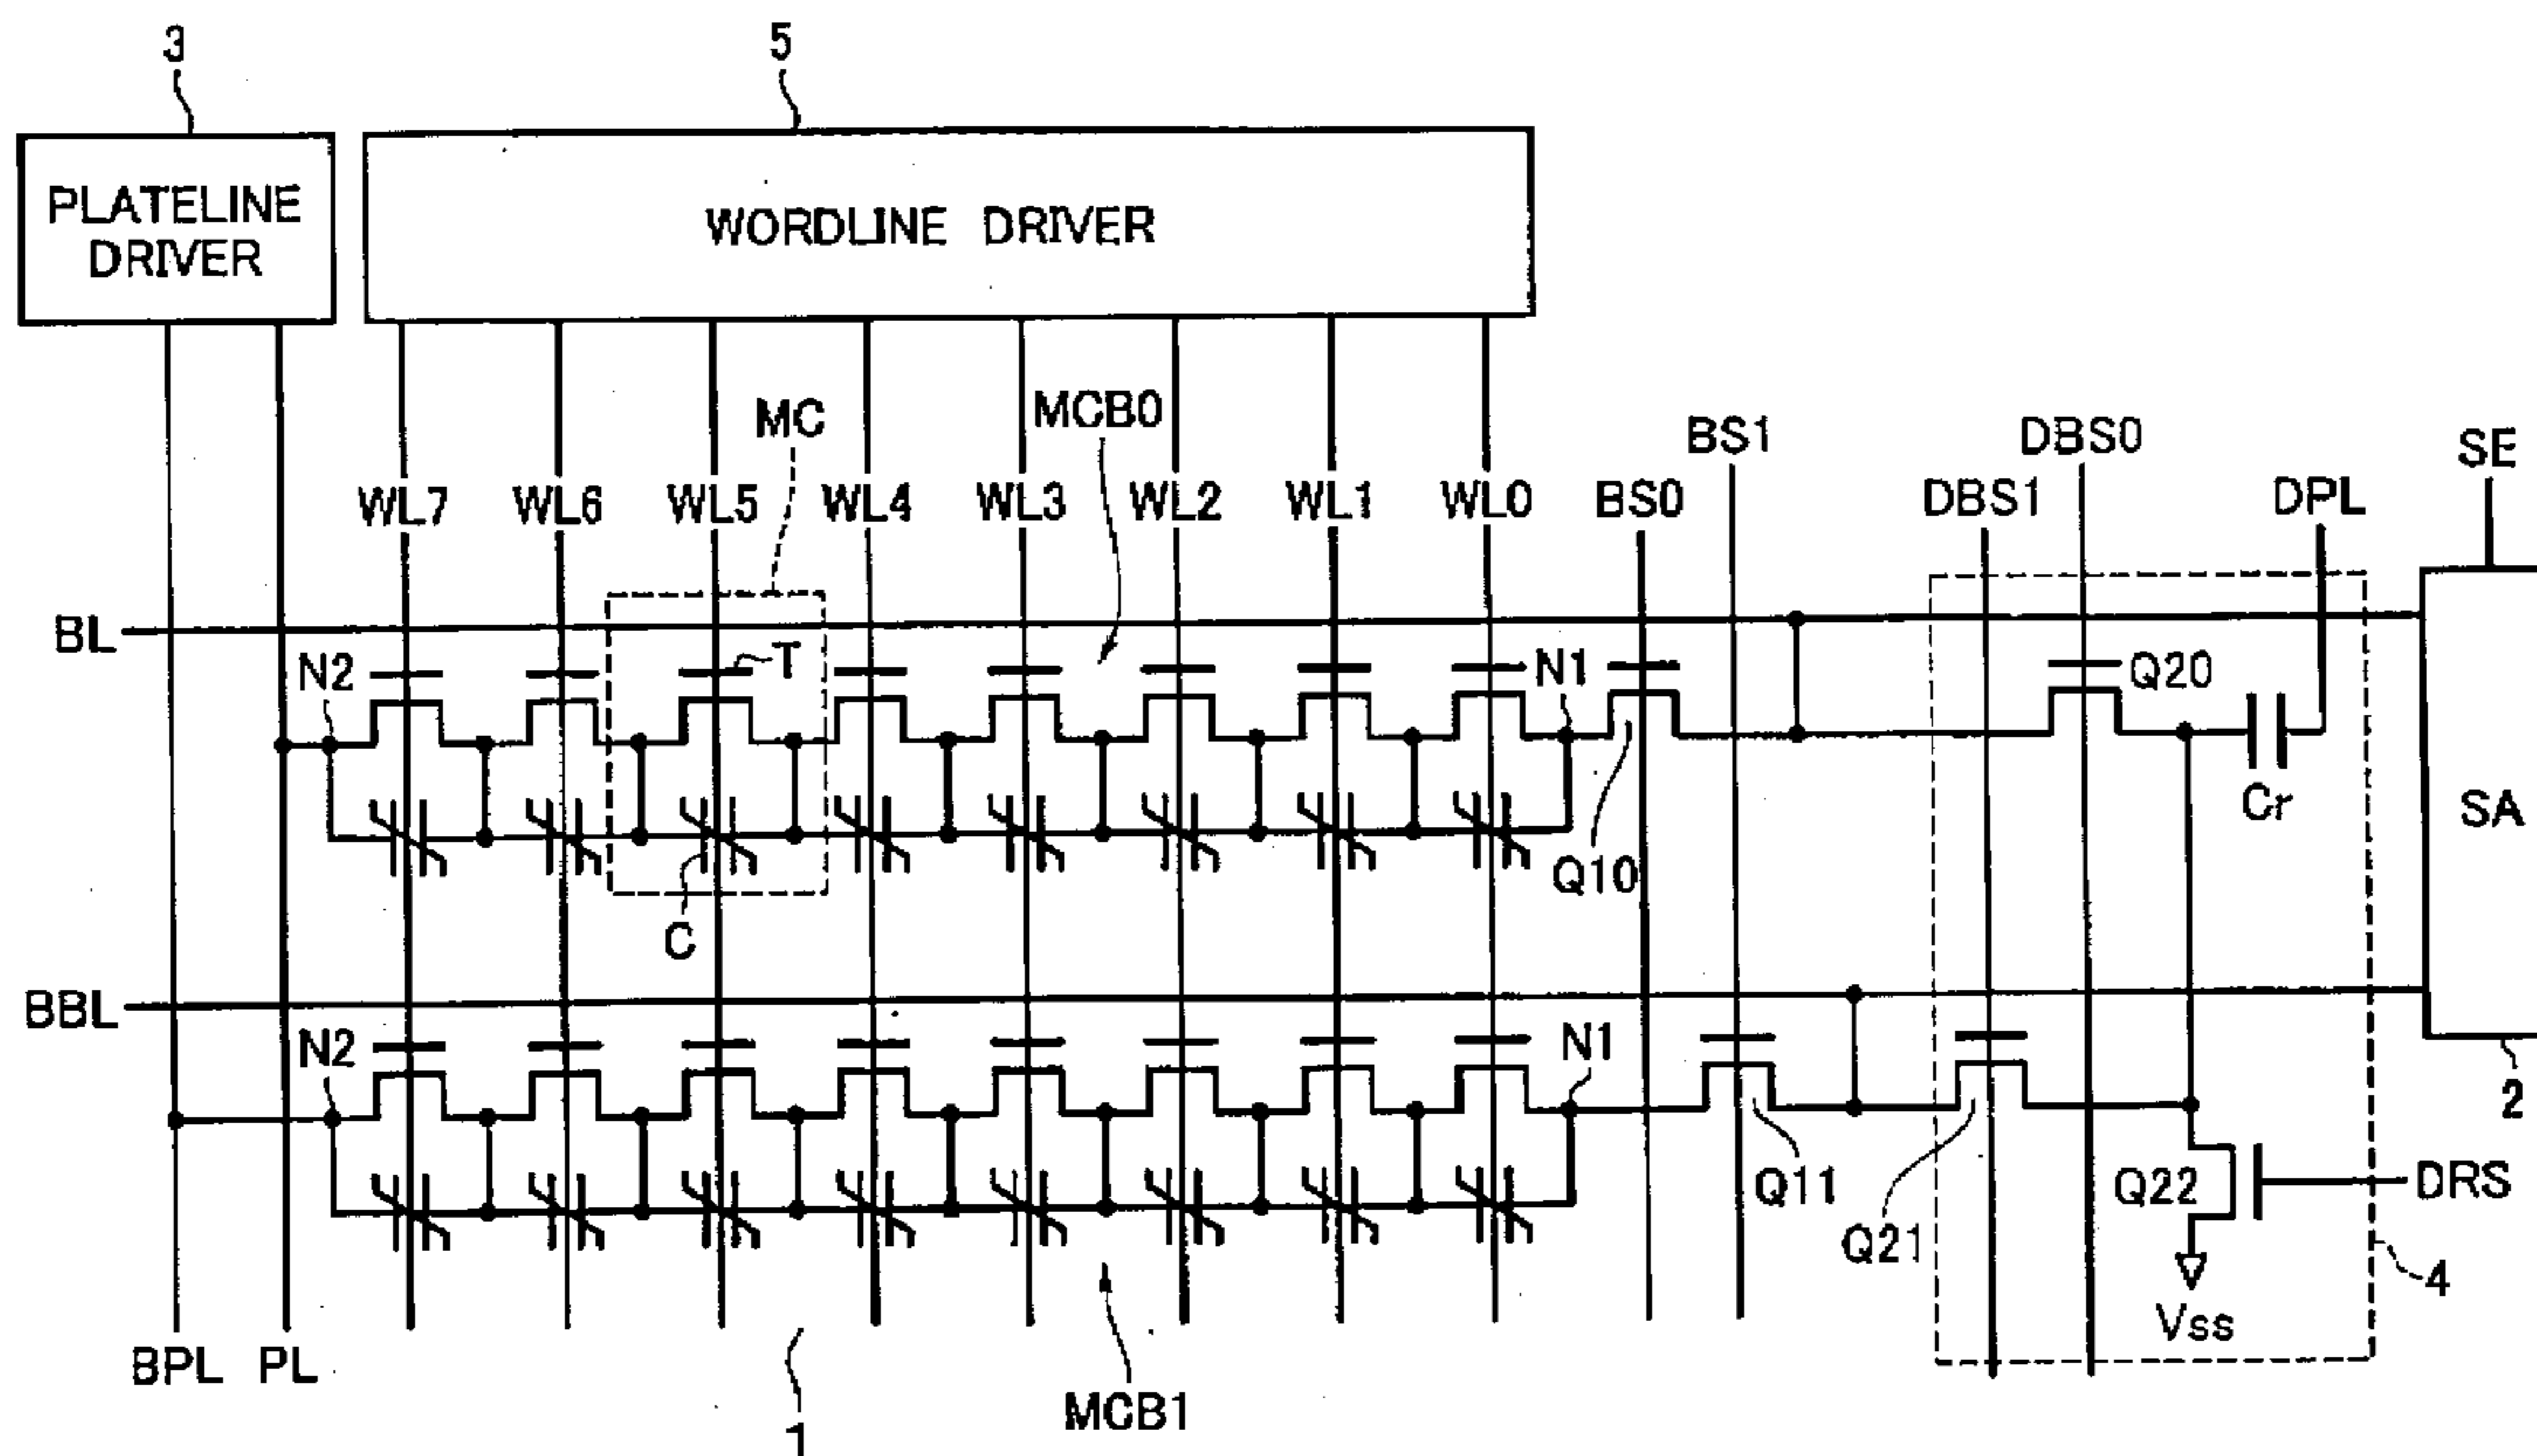 3
5
PLATELINE
DRIVER
WORDLINE DRIVER
MC
MCB0
BS1
DBS0
SE
WL7
WL6
WL5
WL4
WL3
WL2
WL1
WL0
BS0
DBS1
DPL
BL
N2
T
N1
Q20
Cr
SA
Q10
C
BBL
N2
N1
2
Q11
Q21
Q22
DRS
4
Vss
BPL
PL
1
MCB1